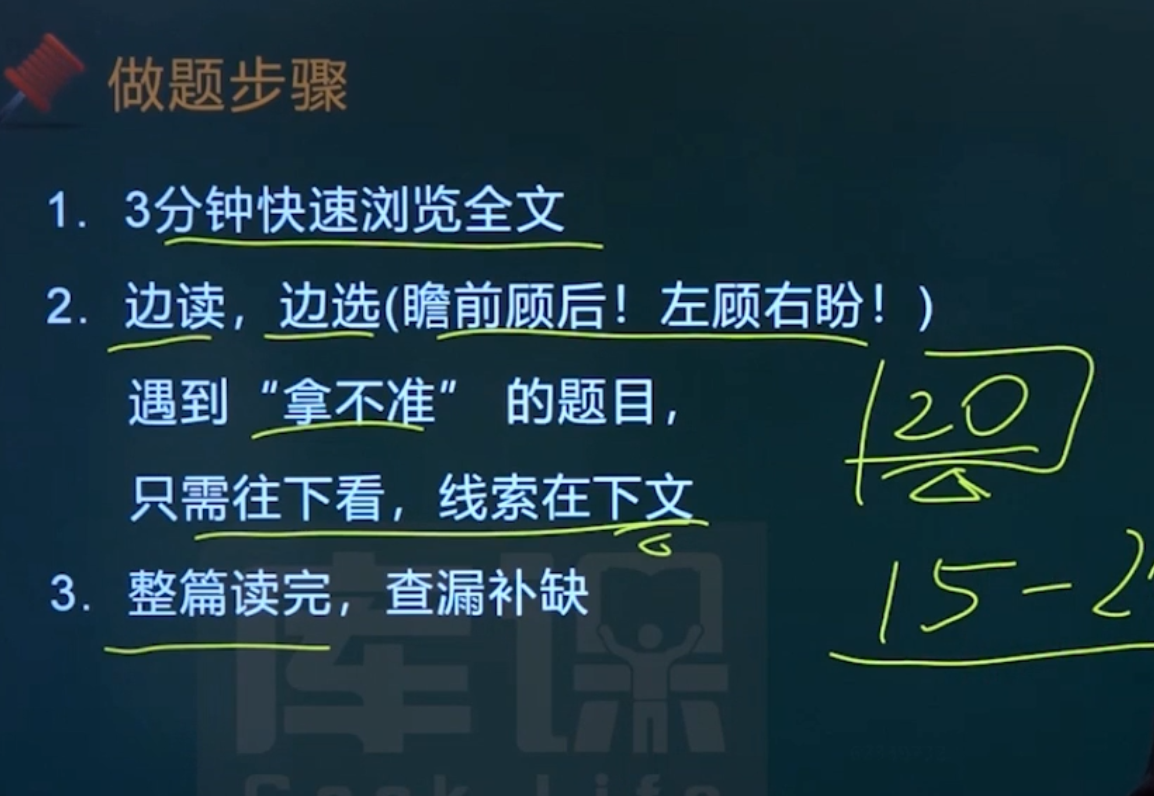 做题步骤
1. 3分钟快速浏览全文
2. 边读，边选(瞻前顾后！左顾右盼！)
遇到“拿不准” 的题目，
20
只需往下看，线索在下文
15-2
3. 整篇读完，查漏补缺
库课